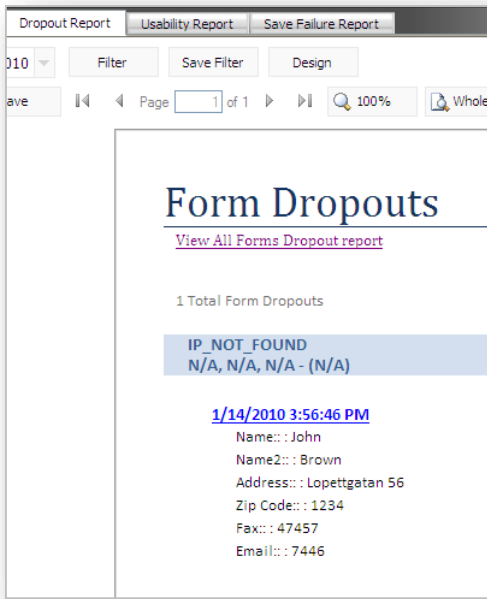 Dropout Report Usability Report Save Failure Report
010 Filter Save Filter Design
ave Page 1 of 1 100% Whole
Form Dropouts
View All Forms Dropout report
1 Total Form Dropouts
IP_NOT_FOUND
N/A, N/A, N/A - (N/A)
1/14/2010 3:56:46 PM
Name:: : John
Name2:: : Brown
Address:: : Lopettgatan 56
Zip Code:: : 1234
Fax:: : 47457
Email:: : 7446